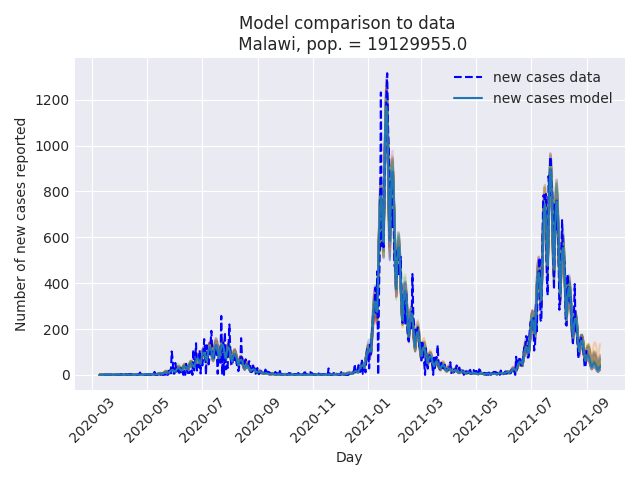 Model comparison to data
Malawi, pop. = 19129955.0
new cases data
new cases model
Number of new cases reported
1200
1000
800
600
400
200
0
2020-03
2020-05
2020-07
2020-09
2020-11
2021-01
2021-03
2021-05
2021-07
2021-09
Day